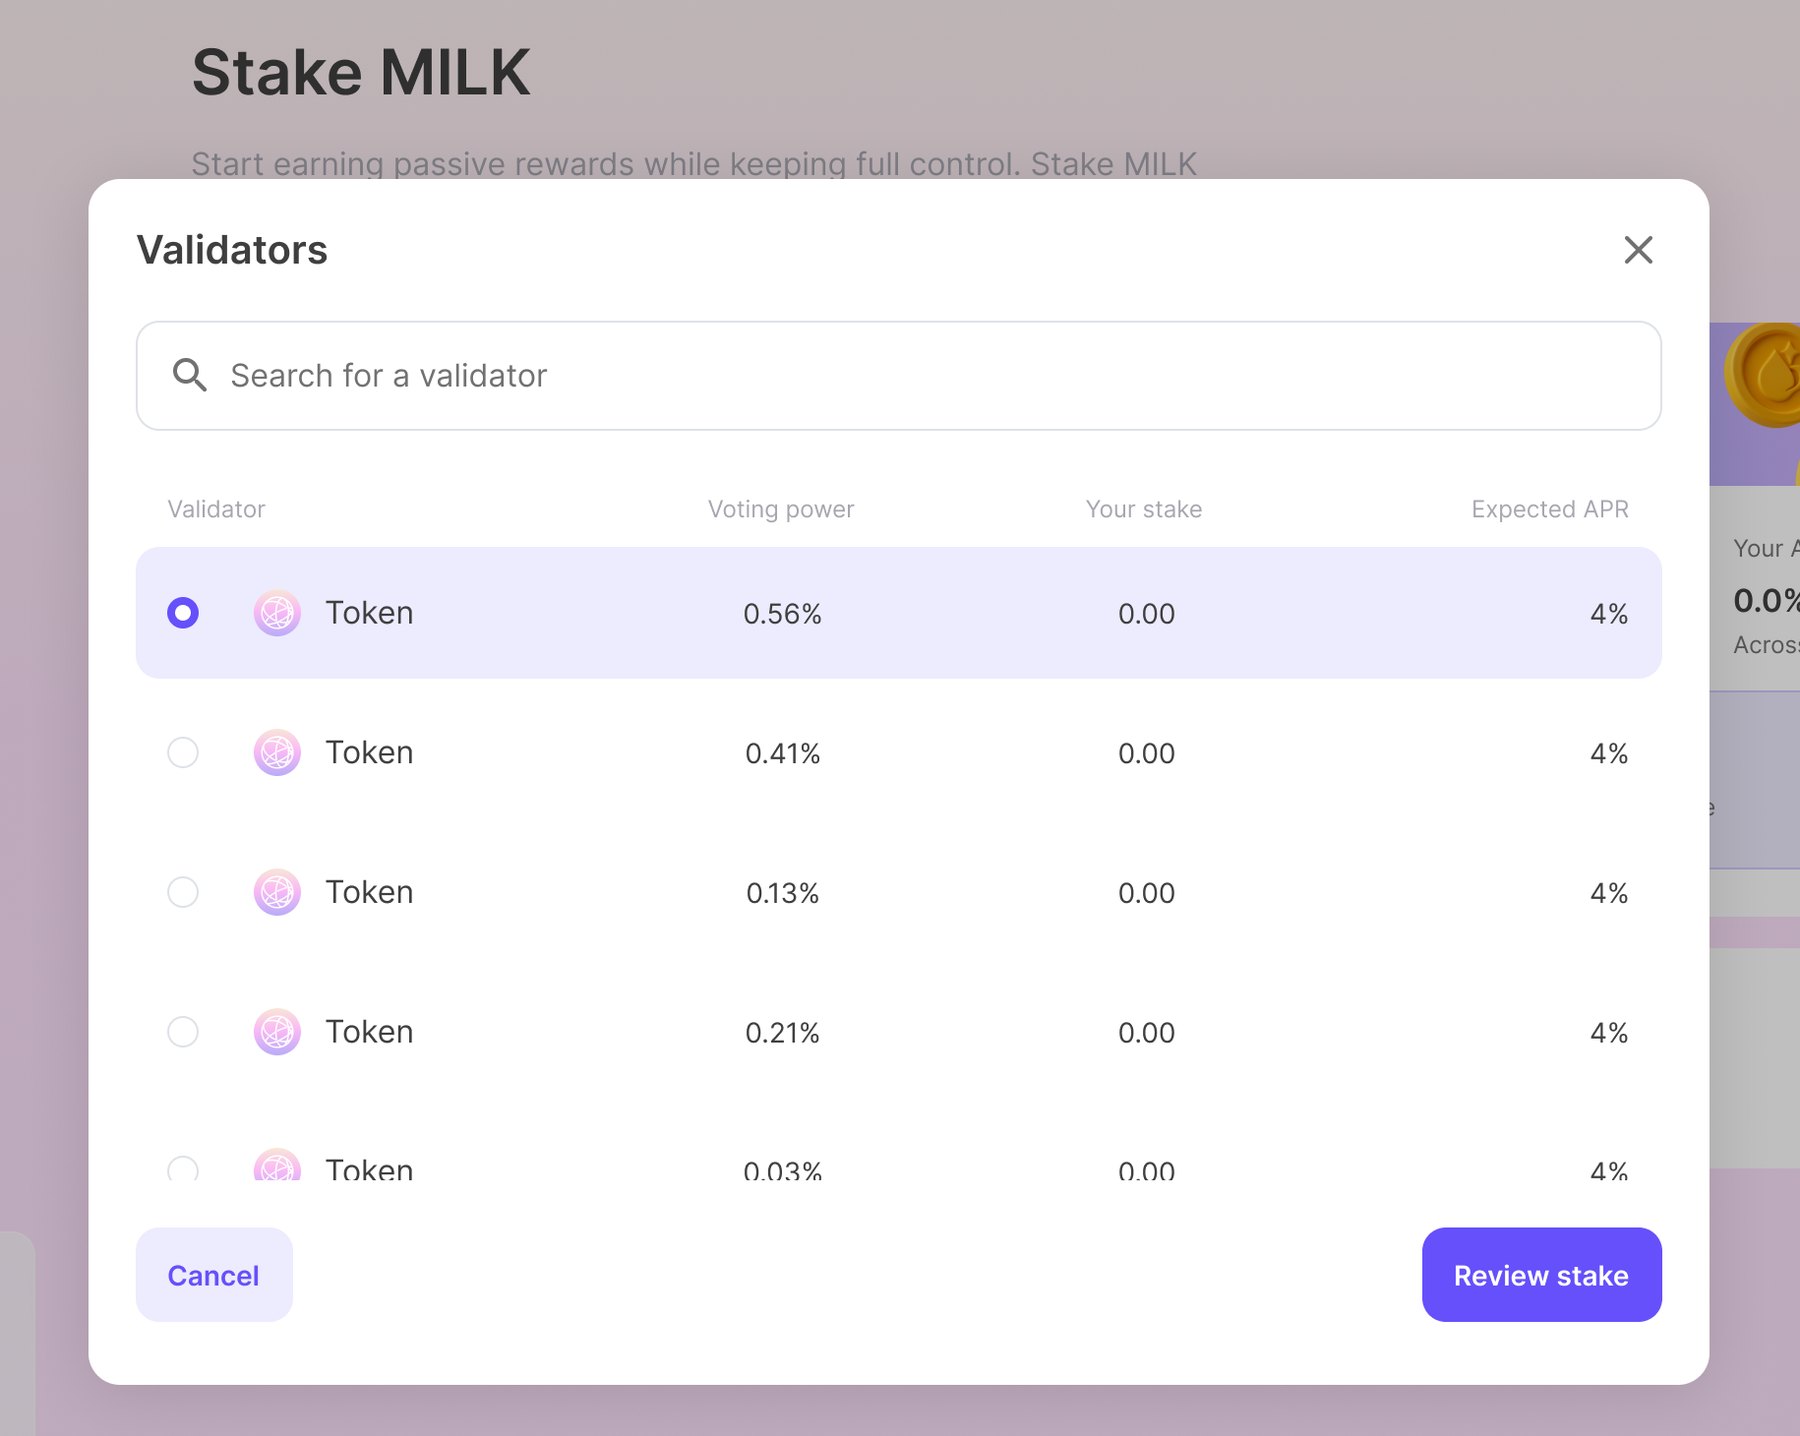 Stake MILK
Start earning passive rewards while keeping full control. Stake MILK
Validators
Search for a validator
Validator Voting power Your stake Expected APR
Token 0.56% 0.00 4%
Token 0.41% 0.00 4%
Token 0.13% 0.00 4%
Token 0.21% 0.00 4%
Token 0.03% 0.00 4%
Cancel Review stake
Your
0.0%